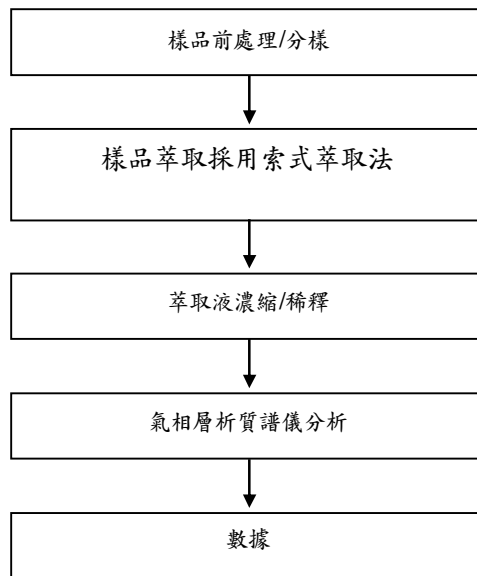 樣品前處理/分樣
樣品萃取採用索式萃取法
萃取液濃縮/稀釋
氣相層析質譜儀分析
數據